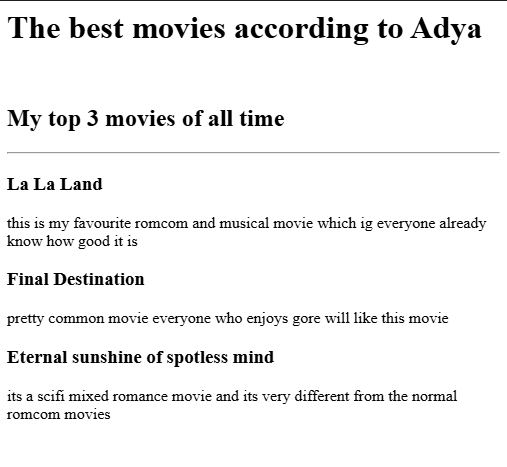 The best movies according to Adya
My top 3 movies of all time
La La Land
this is my favourite romcom and musical movie which ig everyone already
know how good it is
Final Destination
pretty common movie everyone who enjoys gore will like this movie
Eternal sunshine of spotless mind
its a scifi mixed romance movie and its very different from the normal
romcom movies